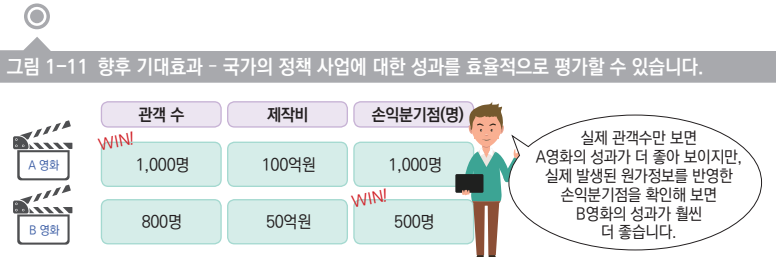 그림 1-11 향후 기대효과 - 국가의 정책 사업에 대한 성과를 효율적으로 평가할 수 있습니다.
관객 수 제작비 손익분기점(명)
WIN!
A 영화 1,000명 100억원 1,000명
WIN!
B 영화 800명 50억원 500명
실제 관객수만 보면
A영화의 성과가 더 좋아 보이지만,
실제 발생된 원가정보를 반영한
손익분기점을 확인해 보면
B영화의 성과가 훨씬
더 좋습니다.